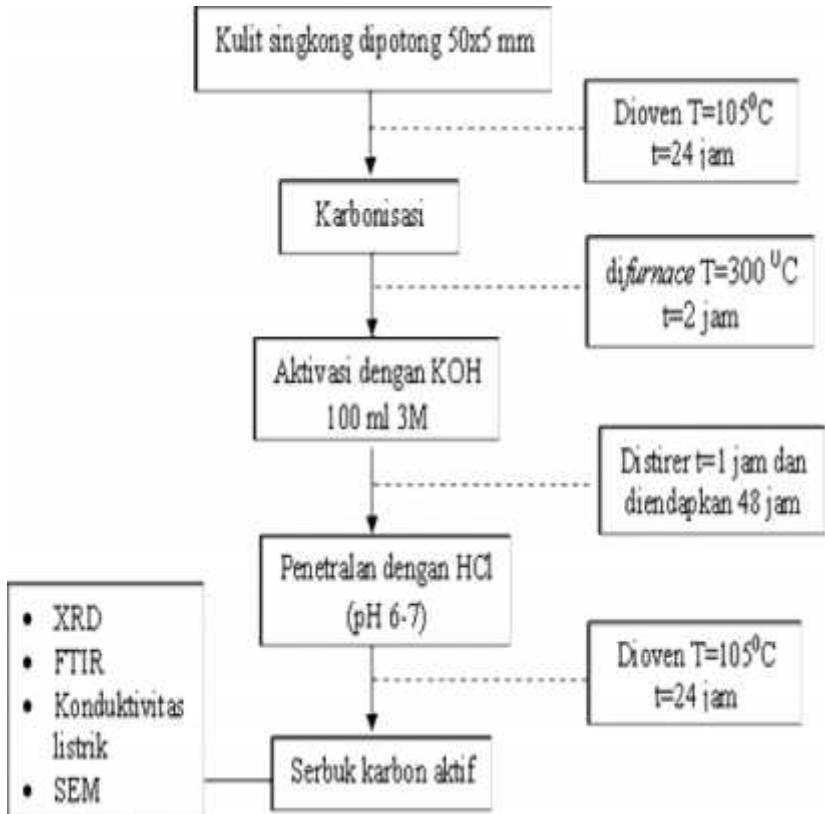 Kulit singkong dipotong 50x5 mm
Dioven T=105⁰C
t=24 jam
Karbonisasi
difurnace T=300 ⁰C
t=2 jam
Aktivasi dengan KOH
100 ml 3M
Distirer t=1 jam dan
diendapkan 48 jam
Penetralan dengan HCl
(pH 6-7)
Dioven T=105⁰C
t=24 jam
Serbuk karbon aktif
• XRD
• FTIR
• Konduktivitas
listrik
• SEM